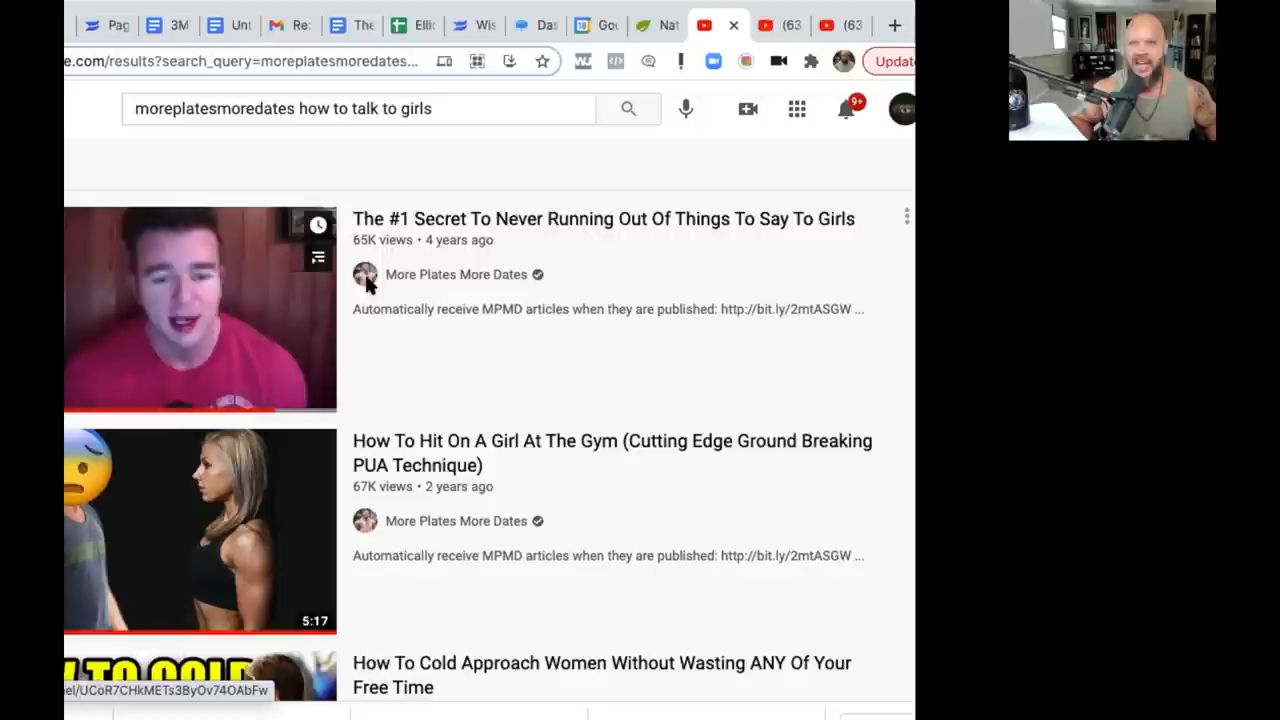 Pag
3M
Unt
Re:
The
Elli
Wis
Das
Goo
Nat
(63
(63
e.com/results?search_query=moreplatesmoredates...
Update
moreplatesmoredates how to talk to girls
9+
The #1 Secret To Never Running Out Of Things To Say To Girls
65K views • 4 years ago
More Plates More Dates
Automatically receive MPMD articles when they are published: http://bit.ly/2mtASGW ...
How To Hit On A Girl At The Gym (Cutting Edge Ground Breaking
PUA Technique)
67K views • 2 years ago
More Plates More Dates
Automatically receive MPMD articles when they are published: http://bit.ly/2mtASGW ...
5:17
How To Cold Approach Women Without Wasting ANY Of Your
Free Time
TO COLD
el/UCoR7CHkMETs3ByOv74OAbFw